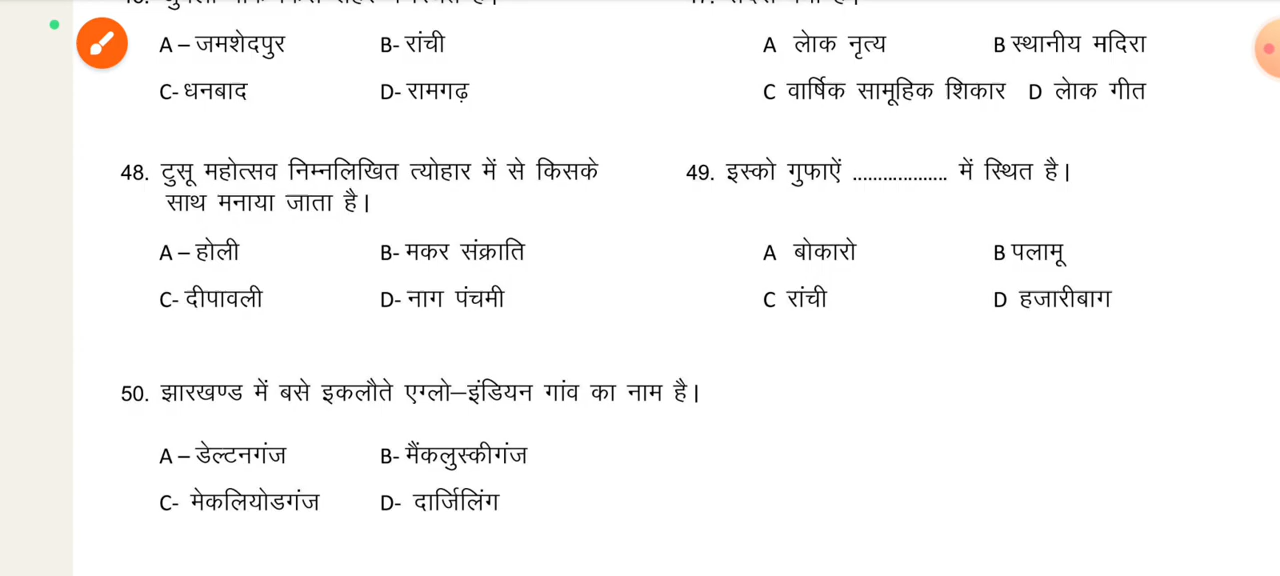 A – जमशेदपुर B- रांची
C- धनबाद D- रामगढ़
A लेाक नृत्य B स्थानीय मदिरा
C वार्षिक सामूहिक शिकार D लेाक गीत
48. टुसू महोत्सव निम्नलिखित त्योहार में से किसके
साथ मनाया जाता है।
A – होली B- मकर संक्राति
C- दीपावली D- नाग पंचमी
49. इस्को गुफाऐं ................... में स्थित है।
A बोकारो B पलामू
C रांची D हजारीबाग
50. झारखण्ड में बसे इकलौते एग्लो–इंडियन गांव का नाम है।
A – डेल्टनगंज B- मैंकलुस्कीगंज
C- मेकलियोडगंज D- दार्जिलिंग